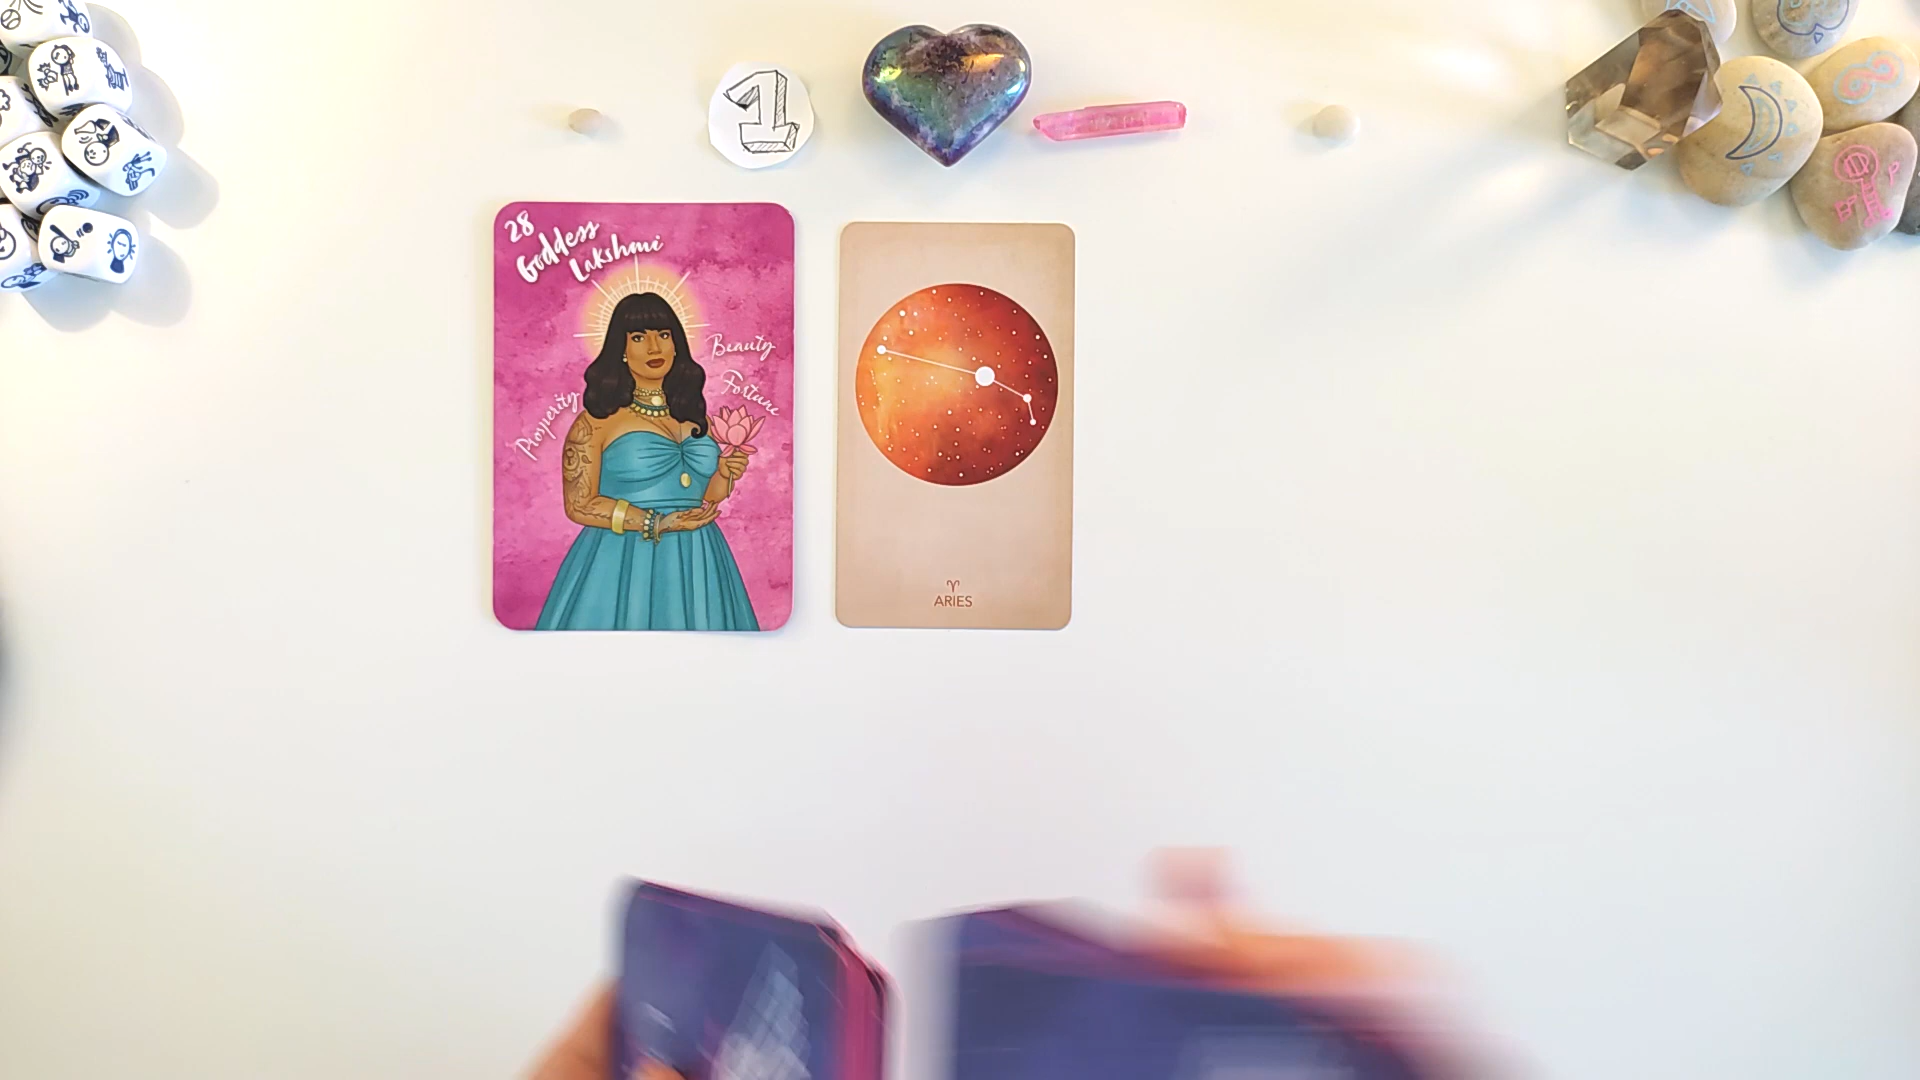 1
28
Goddess
Lakshmi
Beauty
Fortune
Prosperity
♈
ARIES